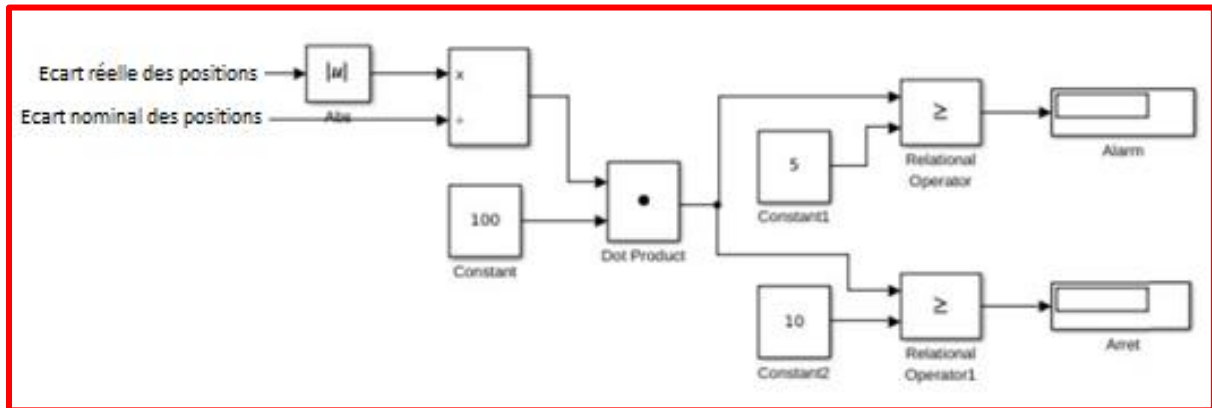 Ecart réelle des positions
Ecart nominal des positions
|u|
Abs
×
÷
100
Constant
Dot Product
5
Constant1
≥
Relational
Operator
Alarm
10
Constant2
≥
Relational
Operator1
Arret